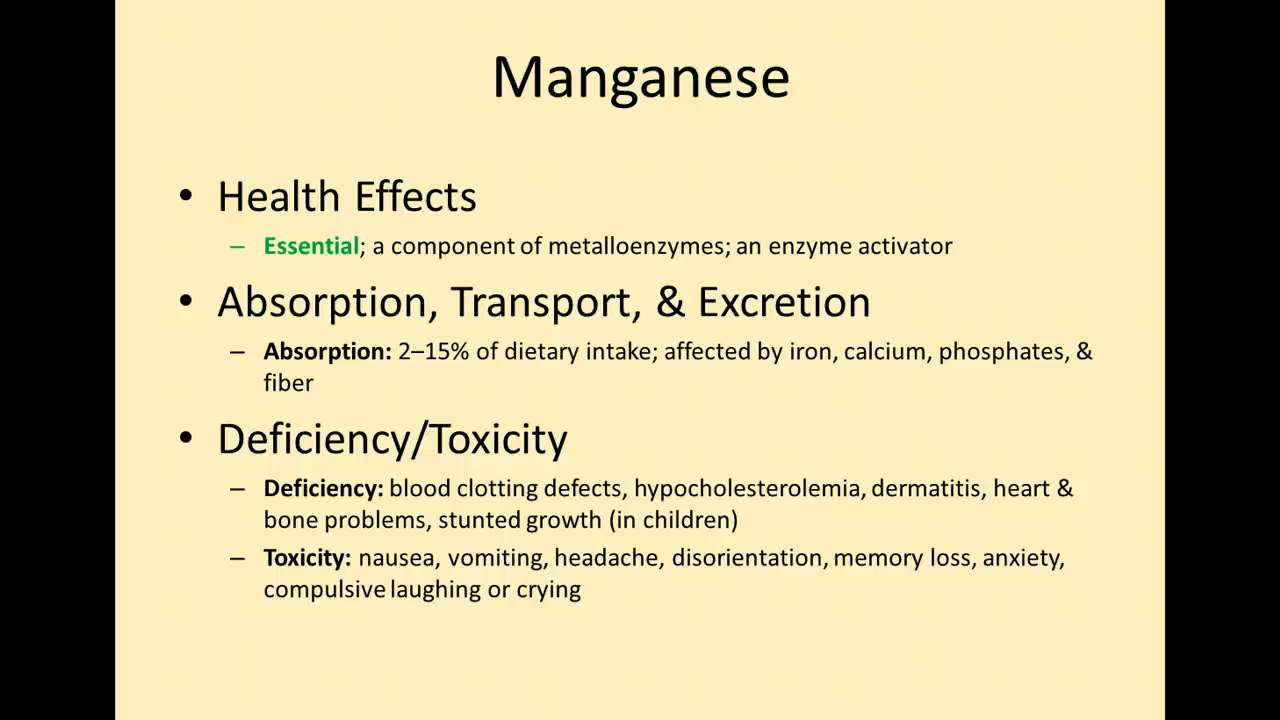 Manganese
• Health Effects
– Essential; a component of metalloenzymes; an enzyme activator
• Absorption, Transport, & Excretion
– Absorption: 2–15% of dietary intake; affected by iron, calcium, phosphates, &
fiber
• Deficiency/Toxicity
– Deficiency: blood clotting defects, hypocholesterolemia, dermatitis, heart &
bone problems, stunted growth (in children)
– Toxicity: nausea, vomiting, headache, disorientation, memory loss, anxiety,
compulsive laughing or crying